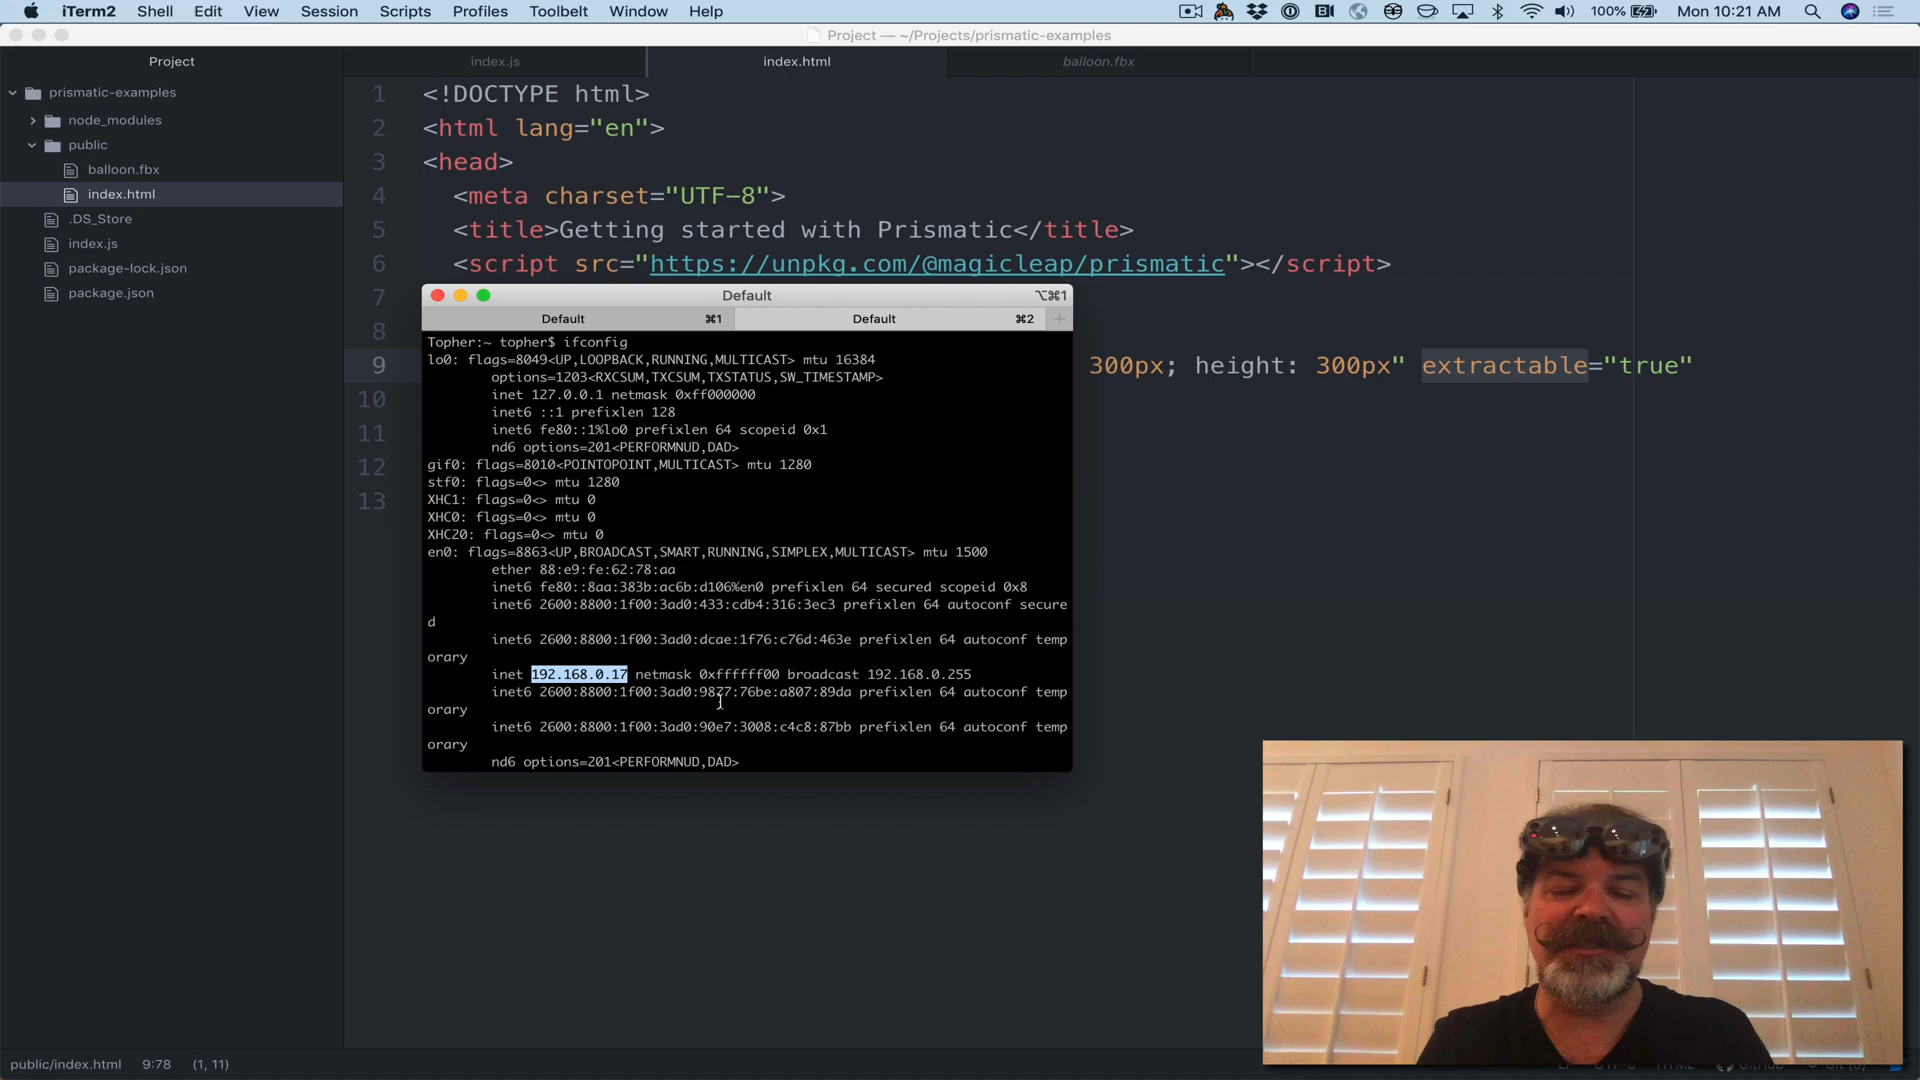 iTerm2 Shell Edit View Session Scripts Profiles Toolbelt Window Help 100% Mon 10:21 AM
Project — ~/Projects/prismatic-examples
Project index.js index.html balloon.fbx
prismatic-examples
node_modules
public
balloon.fbx
index.html
.DS_Store
index.js
package-lock.json
package.json
1 <!DOCTYPE html>
2 <html lang="en">
3 <head>
4 <meta charset="UTF-8">
5 <title>Getting started with Prismatic</title>
6 <script src="https://unpkg.com/@magicleap/prismatic"></script>
7
8
9 300px; height: 300px" extractable="true"
10
11
12
13
Default ⌥⌘1
Default ⌘1 Default ⌘2 +
Topher:~ topher$ ifconfig
lo0: flags=8049<UP,LOOPBACK,RUNNING,MULTICAST> mtu 16384
options=1203<RXCSUM,TXCSUM,TXSTATUS,SW_TIMESTAMP>
inet 127.0.0.1 netmask 0xff000000
inet6 ::1 prefixlen 128
inet6 fe80::1%lo0 prefixlen 64 scopeid 0x1
nd6 options=201<PERFORMNUD,DAD>
gif0: flags=8010<POINTOPOINT,MULTICAST> mtu 1280
stf0: flags=0<> mtu 1280
XHC1: flags=0<> mtu 0
XHC0: flags=0<> mtu 0
XHC20: flags=0<> mtu 0
en0: flags=8863<UP,BROADCAST,SMART,RUNNING,SIMPLEX,MULTICAST> mtu 1500
ether 88:e9:fe:62:78:aa
inet6 fe80::8aa:383b:ac6b:d106%en0 prefixlen 64 secured scopeid 0x8
inet6 2600:8800:1f00:3ad0:433:cdb4:316:3ec3 prefixlen 64 autoconf secure
d
inet6 2600:8800:1f00:3ad0:dcae:1f76:c76d:463e prefixlen 64 autoconf temp
orary
inet 192.168.0.17 netmask 0xffffff00 broadcast 192.168.0.255
inet6 2600:8800:1f00:3ad0:9877:76be:a807:89da prefixlen 64 autoconf temp
orary
inet6 2600:8800:1f00:3ad0:90e7:3008:c4c8:87bb prefixlen 64 autoconf temp
orary
nd6 options=201<PERFORMNUD,DAD>
public/index.html 9:78 (1, 11)